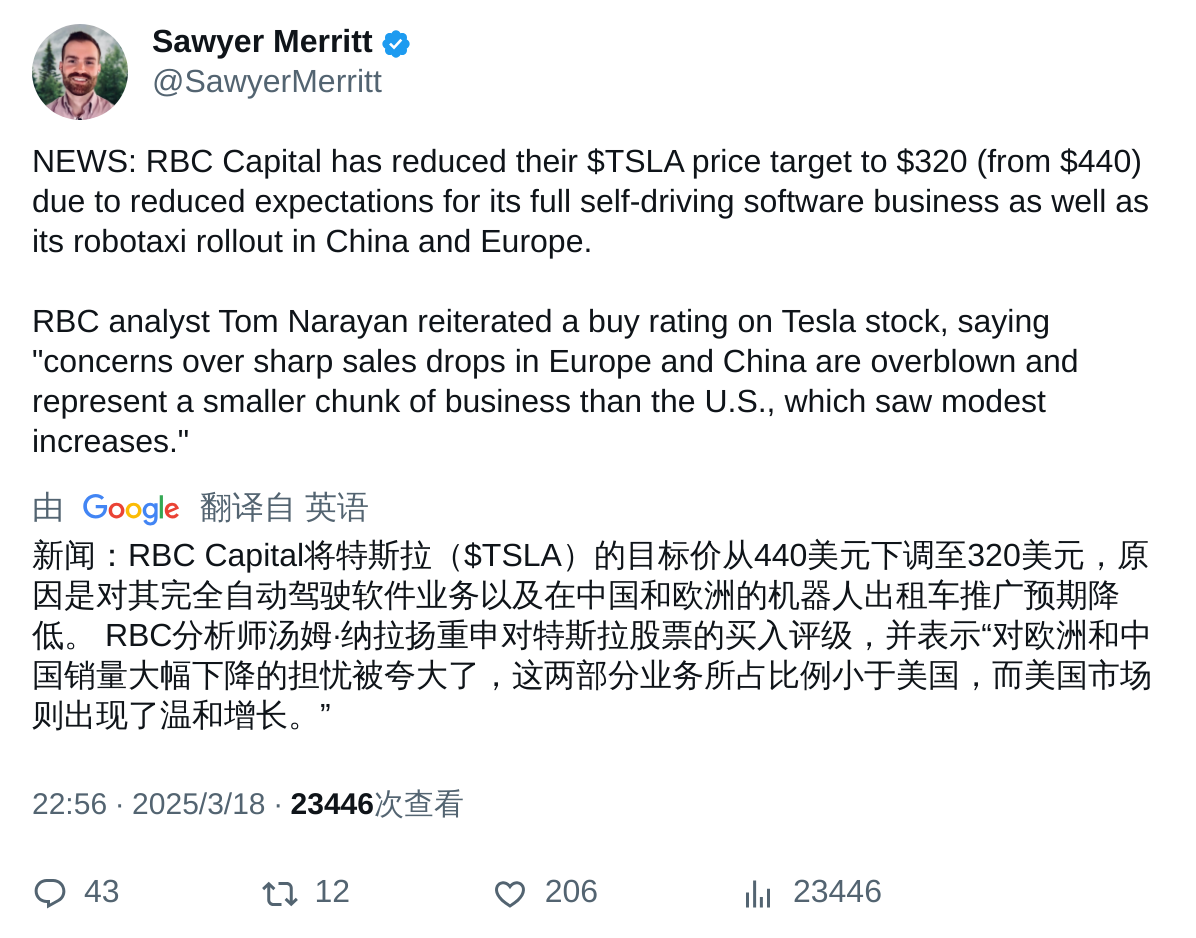 Sawyer Merritt
@SawyerMerritt
NEWS: RBC Capital has reduced their $TSLA price target to $320 (from $440)
due to reduced expectations for its full self-driving software business as well as
its robotaxi rollout in China and Europe.
RBC analyst Tom Narayan reiterated a buy rating on Tesla stock, saying
"concerns over sharp sales drops in Europe and China are overblown and
represent a smaller chunk of business than the U.S., which saw modest
increases."
由 Google 翻译自 英语
新闻：RBC Capital将特斯拉（$TSLA）的目标价从440美元下调至320美元，原
因是对其完全自动驾驶软件业务以及在中国和欧洲的机器人出租车推广预期降
低。 RBC分析师汤姆·纳拉扬重申对特斯拉股票的买入评级，并表示“对欧洲和中
国销量大幅下降的担忧被夸大了，这两部分业务所占比例小于美国，而美国市场
则出现了温和增长。”
22:56 · 2025/3/18 · 23446次查看
43 12 206 23446